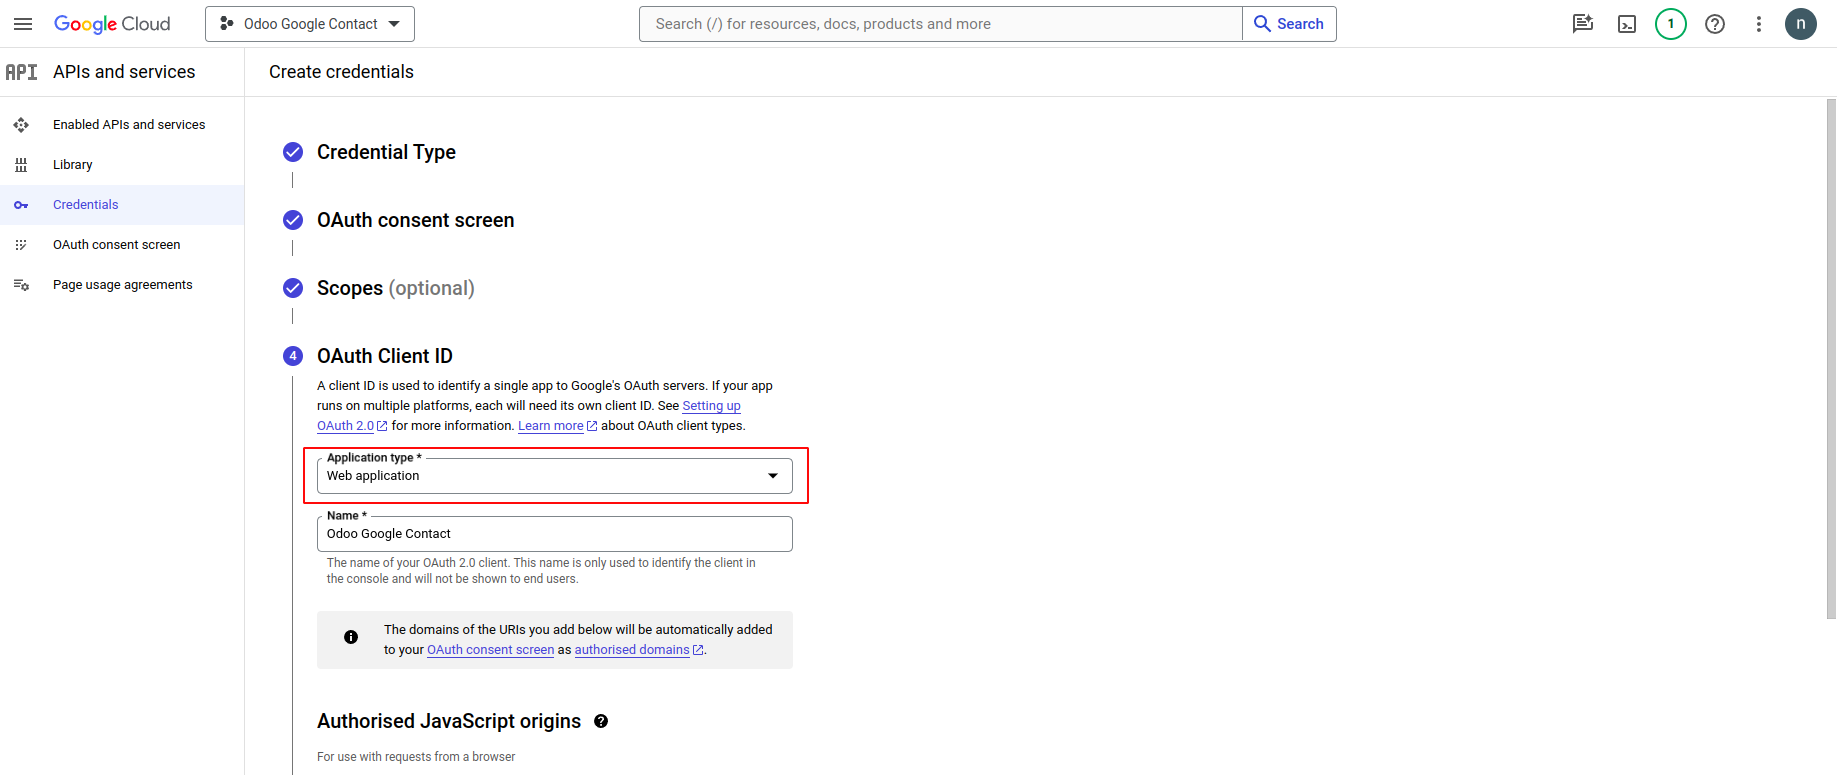 Google Cloud
Odoo Google Contact
Search (/) for resources, docs, products and more
Search
1
n
API
APIs and services
Create credentials
Enabled APIs and services
Library
Credentials
OAuth consent screen
Page usage agreements
Credential Type
OAuth consent screen
Scopes (optional)
4
OAuth Client ID
A client ID is used to identify a single app to Google's OAuth servers. If your app
runs on multiple platforms, each will need its own client ID. See Setting up
OAuth 2.0 for more information. Learn more about OAuth client types.
Application type *
Web application
Name *
Odoo Google Contact
The name of your OAuth 2.0 client. This name is only used to identify the client in
the console and will not be shown to end users.
The domains of the URIs you add below will be automatically added
to your OAuth consent screen as authorised domains.
Authorised JavaScript origins
For use with requests from a browser